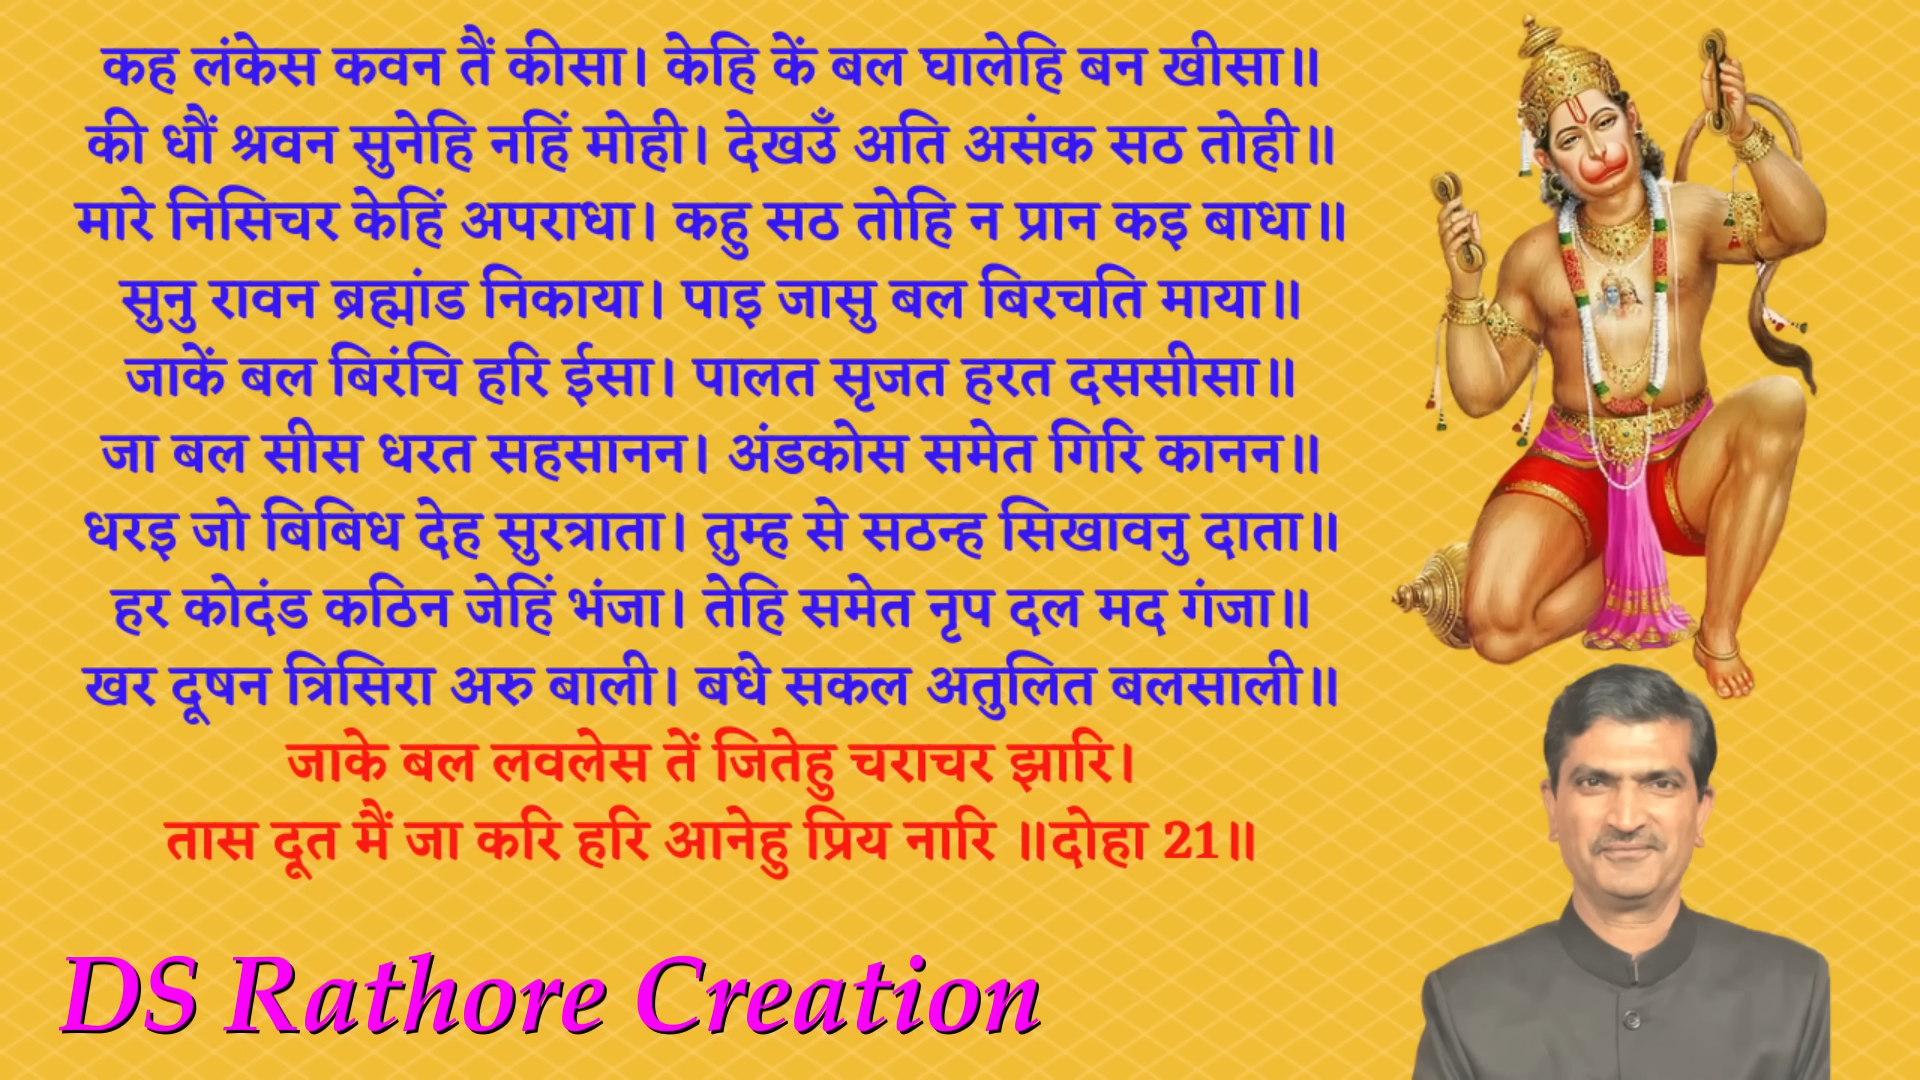 कह लंकेस कवन तैं कीसा। केहि कें बल घालेहि बन खीसा॥
की धौं श्रवन सुनेहि नहिं मोही। देखउँ अति असंक सठ तोही॥
मारे निसिचर केहिं अपराधा। कहु सठ तोहि न प्रान कइ बाधा॥
सुनु रावन ब्रह्मांड निकाया। पाइ जासु बल बिरचति माया॥
जाकें बल बिरंचि हरि ईसा। पालत सृजत हरत दससीसा॥
जा बल सीस धरत सहसानन। अंडकोस समेत गिरि कानन॥
धरइ जो बिबिध देह सुरत्राता। तुम्ह से सठन्ह सिखावनु दाता॥
हर कोदंड कठिन जेहिं भंजा। तेहि समेत नृप दल मद गंजा॥
खर दूषन त्रिसिरा अरु बाली। बधे सकल अतुलित बलसाली॥
जाके बल लवलेस तें जितेहु चराचर झारि।
तास दूत मैं जा करि हरि आनेहु प्रिय नारि ॥दोहा 21॥
DS Rathore Creation